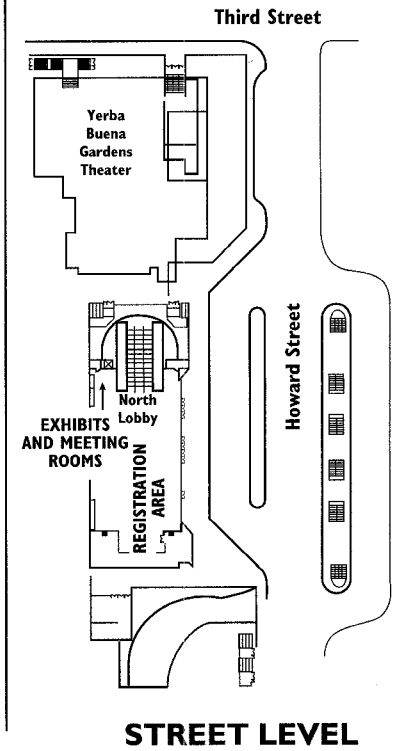 Third Street
Yerba
Buena
Gardens
Theater
Howard Street
North
Lobby
EXHIBITS
AND MEETING
ROOMS
REGISTRATION
AREA
STREET LEVEL